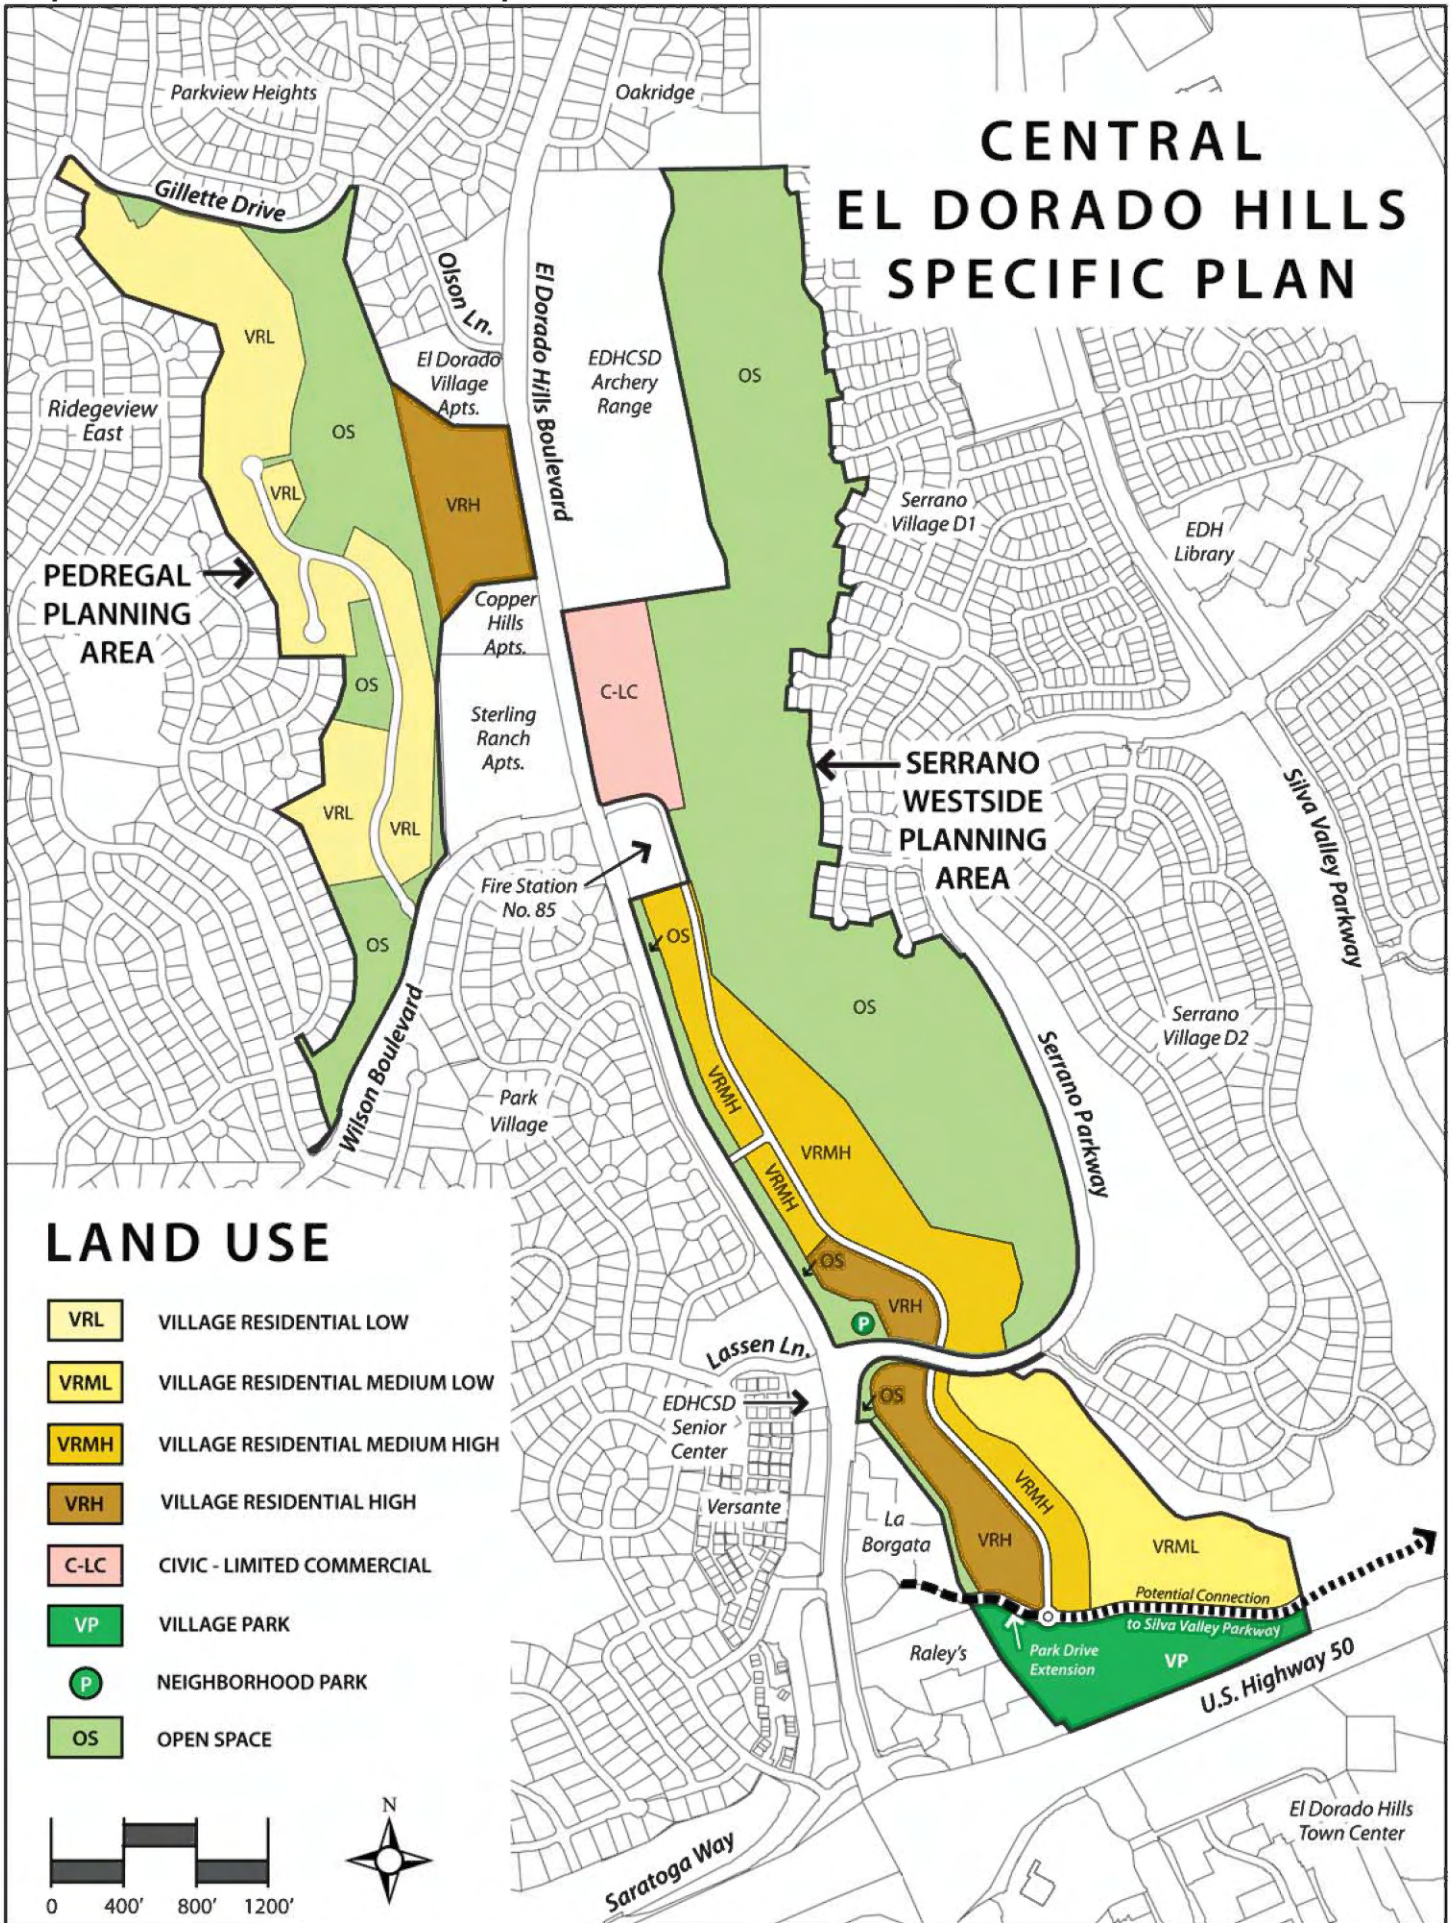 Parkview Heights
Oakridge
CENTRAL
EL DORADO HILLS
SPECIFIC PLAN
Gillette Drive
Olson Ln.
El Dorado Hills Boulevard
VRL
El Dorado
Village
Apts.
EDHCSD
Archery
Range
OS
Ridegeview
East
OS
VRL
VRH
Serrano
Village D1
EDH
Library
PEDREGAL
PLANNING
AREA
Copper
Hills
Apts.
OS
C-LC
Sterling
Ranch
Apts.
SERRANO
WESTSIDE
PLANNING
AREA
Silva Valley Parkway
VRL
VRL
Fire Station
No. 85
OS
OS
OS
Serrano
Village D2
Wilson Boulevard
Serrano Parkway
Park
Village
VRMH
VRMH
VRMH
OS
VRH
P
Lassen Ln.
EDHCSD
Senior
Center
OS
VRMH
Versante
La
Borgata
VRH
VRML
Potential Connection
to Silva Valley Parkway
Raley's
Park Drive
Extension
VP
U.S. Highway 50
El Dorado Hills
Town Center
Saratoga Way
LAND USE
VRL VILLAGE RESIDENTIAL LOW
VRML VILLAGE RESIDENTIAL MEDIUM LOW
VRMH VILLAGE RESIDENTIAL MEDIUM HIGH
VRH VILLAGE RESIDENTIAL HIGH
C-LC CIVIC - LIMITED COMMERCIAL
VP VILLAGE PARK
P NEIGHBORHOOD PARK
OS OPEN SPACE
N
0 400' 800' 1200'